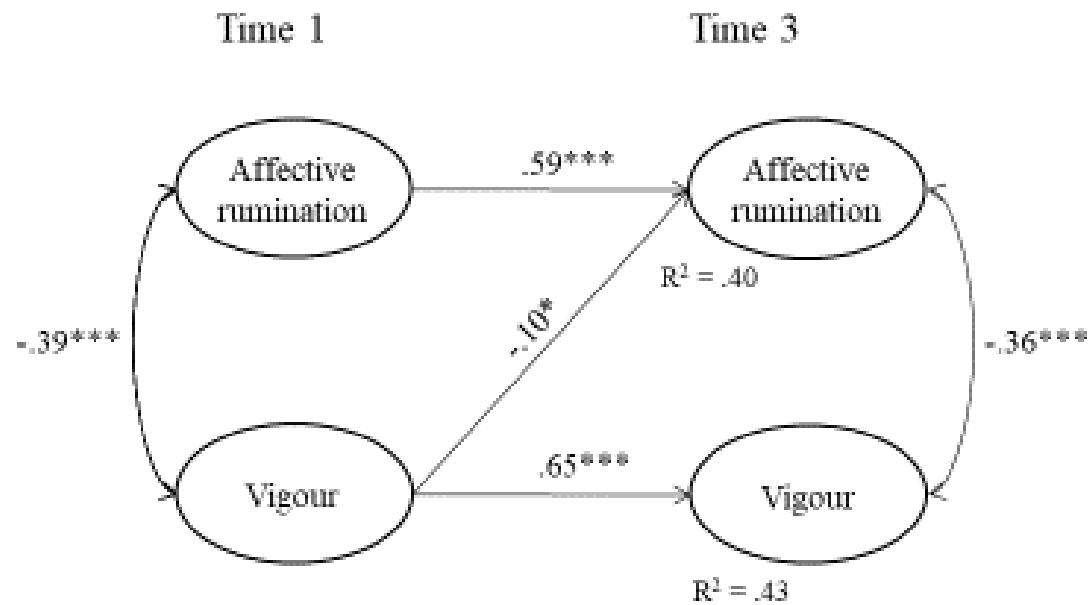 Time 1
Time 3
Affective
rumination
.59***
Affective
rumination
R² = .40
-.39***
-.10*
-.36***
Vigour
.65***
Vigour
R² = .43